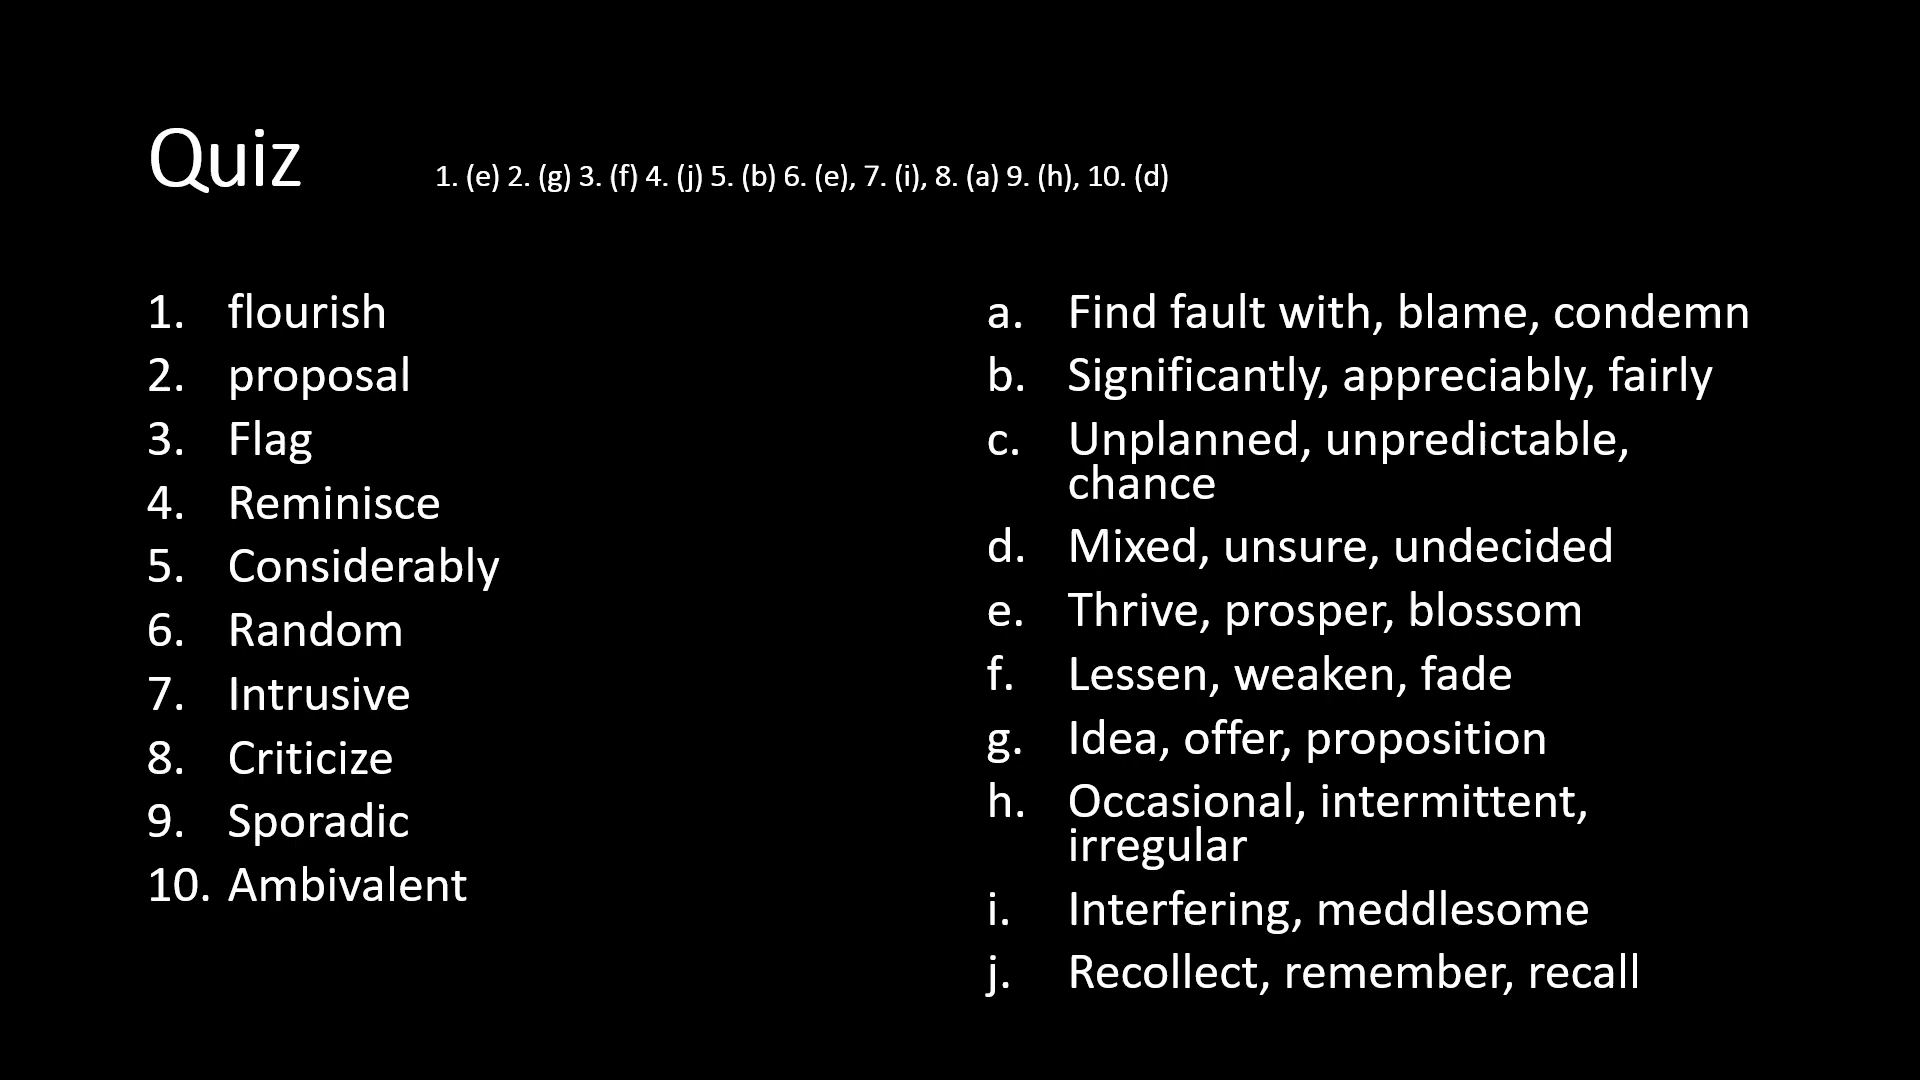 Quiz
1. (e) 2. (g) 3. (f) 4. (j) 5. (b) 6. (e), 7. (i), 8. (a) 9. (h), 10. (d)
1. flourish
2. proposal
3. Flag
4. Reminisce
5. Considerably
6. Random
7. Intrusive
8. Criticize
9. Sporadic
10. Ambivalent
a. Find fault with, blame, condemn
b. Significantly, appreciably, fairly
c. Unplanned, unpredictable,
chance
d. Mixed, unsure, undecided
e. Thrive, prosper, blossom
f. Lessen, weaken, fade
g. Idea, offer, proposition
h. Occasional, intermittent,
irregular
i. Interfering, meddlesome
j. Recollect, remember, recall